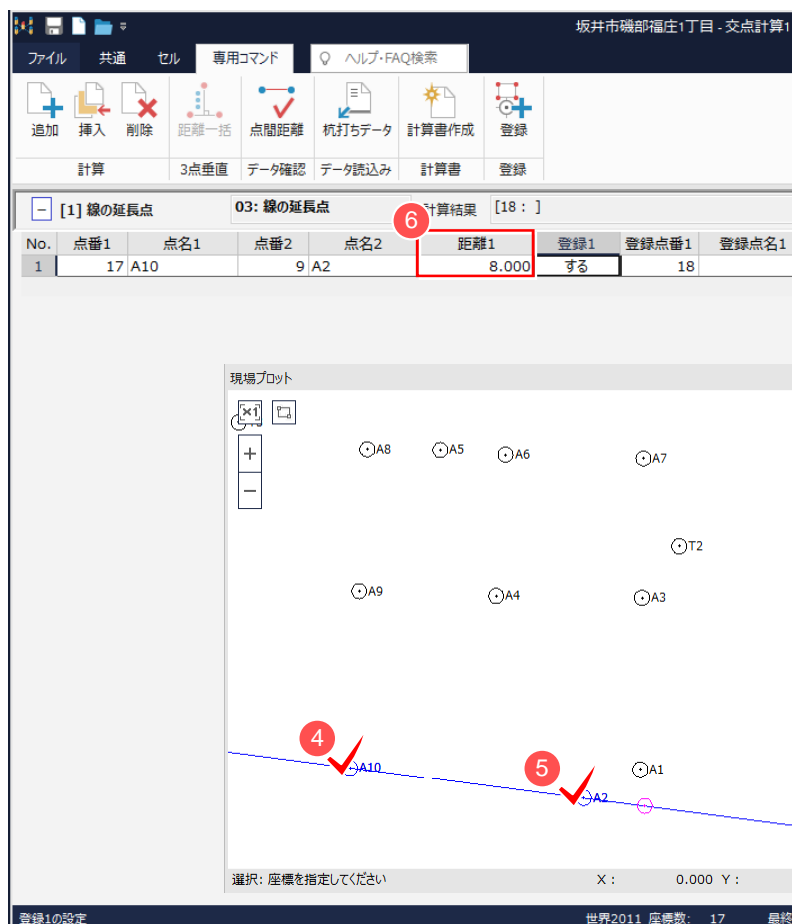 坂井市磯部福庄1丁目 - 交点計算1
ファイル 共通 セル 専用コマンド ヘルプ・FAQ検索
追加 挿入 削除 距離一括 点間距離 杭打ちデータ 計算書作成 登録
計算 3点垂直 データ確認 データ読込み 計算書 登録
[1] 線の延長点 03: 線の延長点 計算結果 [18 : ]
6
No. 点番1 点名1 点番2 点名2 距離1 登録1 登録点番1 登録点名1
1 17 A10 9 A2 8.000 する 18
現場プロット
×1
A8 A5 A6 A7
T2
A9 A4 A3
4
A10
5
A2
A1
選択: 座標を指定してください X : 0.000 Y :
登録1の設定 世界2011 座標数: 17 最終